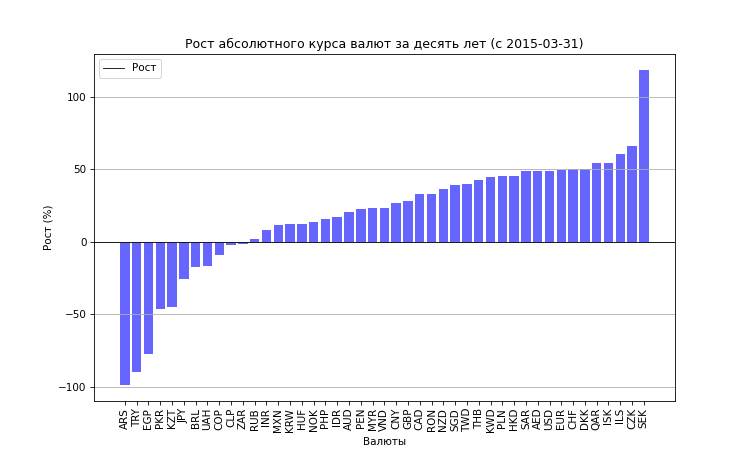 Рост абсолютного курса валют за десять лет (с 2015-03-31)
Рост
100
50
0
−50
−100
Рост (%)
ARS TRY EGP PKR KZT JPY BRL UAH COP CLP ZAR RUB INR MXN KRW HUF NOK PHP IDR AUD PEN MYR VND CNY GBP CAD RON NZD SGD TWD THB KWD PLN HKD SAR AED USD EUR CHF DKK QAR ISK ILS CZK SEK
Валюты